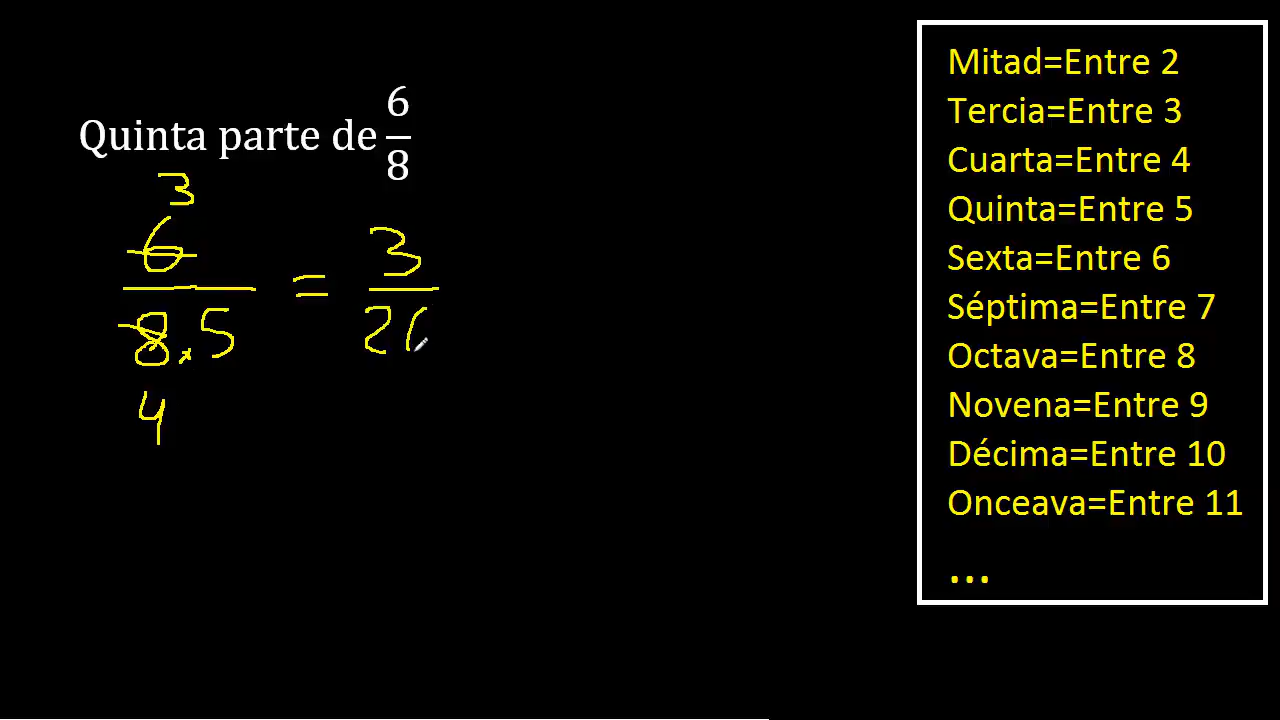 Quinta parte de 6/8
3
6
8 . 5
4
= 3
2
Mitad=Entre 2
Tercia=Entre 3
Cuarta=Entre 4
Quinta=Entre 5
Sexta=Entre 6
Séptima=Entre 7
Octava=Entre 8
Novena=Entre 9
Décima=Entre 10
Onceava=Entre 11
...